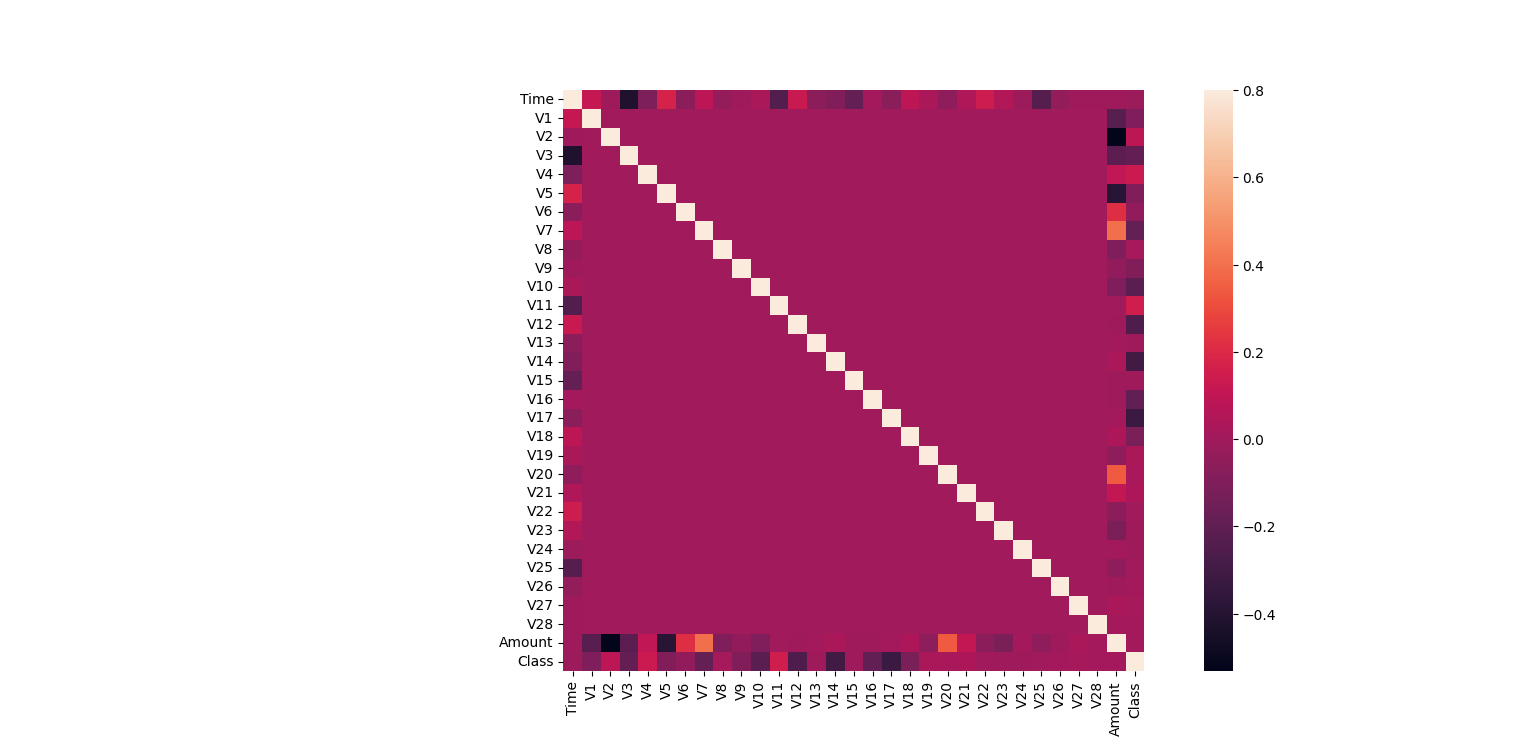 Time
V1
V2
V3
V4
V5
V6
V7
V8
V9
V10
V11
V12
V13
V14
V15
V16
V17
V18
V19
V20
V21
V22
V23
V24
V25
V26
V27
V28
Amount
Class
Time V1 V2 V3 V4 V5 V6 V7 V8 V9 V10 V11 V12 V13 V14 V15 V16 V17 V18 V19 V20 V21 V22 V23 V24 V25 V26 V27 V28 Amount Class
0.8
0.6
0.4
0.2
0.0
−0.2
−0.4